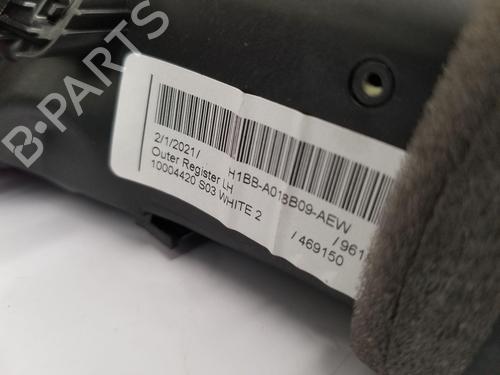 B-PARTS
2/1/2021/ H1BB-A018B09-AEW
Outer Register LH / 961
10004420 S03 WHITE 2 / 469150